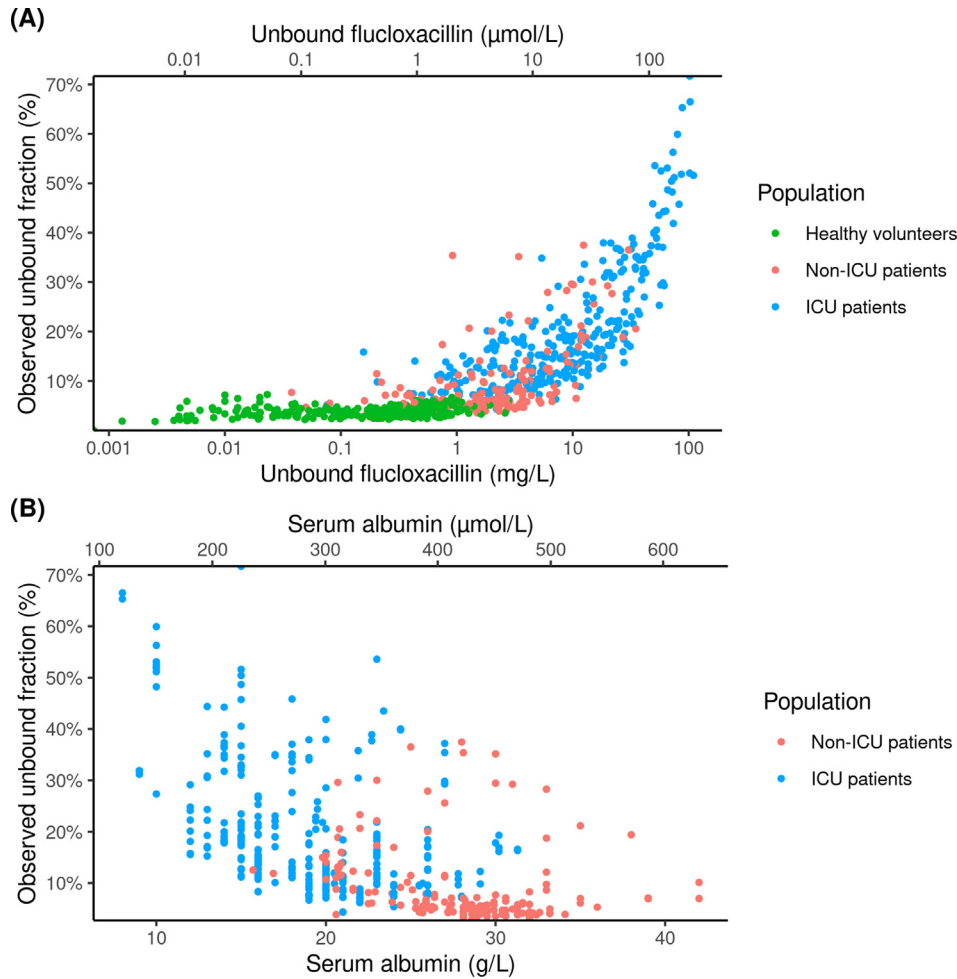 (A)
Unbound flucloxacillin (μmol/L)
0.01 0.1 1 10 100
Observed unbound fraction (%)
70%
60%
50%
40%
30%
20%
10%
0.001 0.01 0.1 1 10 100
Unbound flucloxacillin (mg/L)
Population
Healthy volunteers
Non-ICU patients
ICU patients
(B)
Serum albumin (μmol/L)
100 200 300 400 500 600
Observed unbound fraction (%)
70%
60%
50%
40%
30%
20%
10%
10 20 30 40
Serum albumin (g/L)
Population
Non-ICU patients
ICU patients